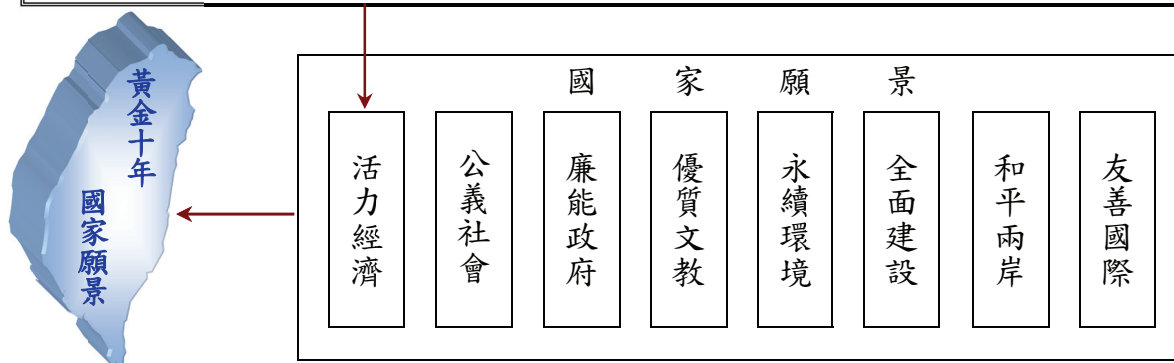 黃金十年
國家願景
國家願景
活力經濟
公義社會
廉能政府
優質文教
永續環境
全面建設
和平兩岸
友善國際